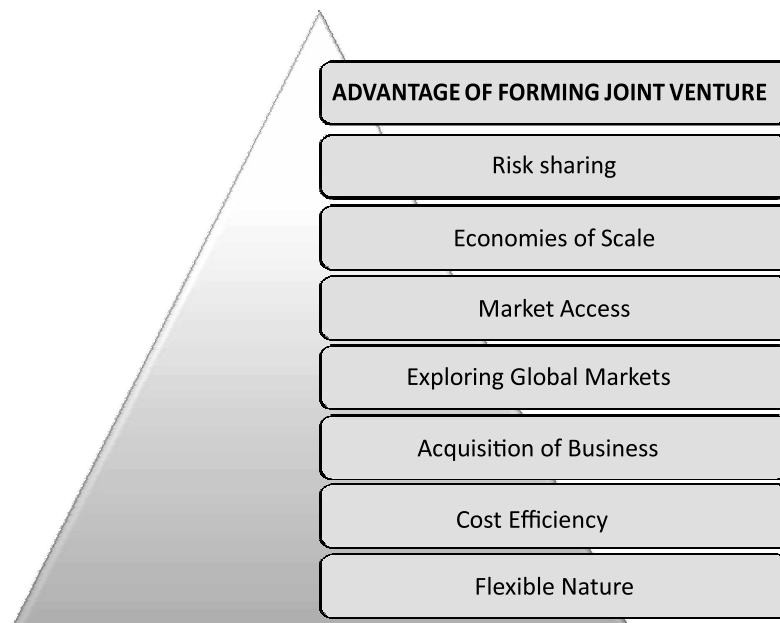 ADVANTAGE OF FORMING JOINT VENTURE
Risk sharing
Economies of Scale
Market Access
Exploring Global Markets
Acquisition of Business
Cost Efficiency
Flexible Nature